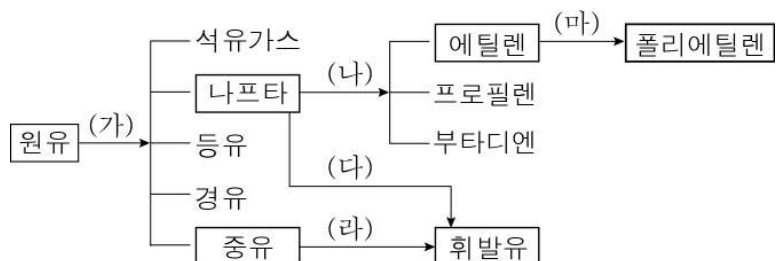 석유가스
에틸렌 (마) 폴리에틸렌
나프타 (나) 프로필렌
원유 (가) 등유 부타디엔
(다)
경유
중유 (라) 휘발유